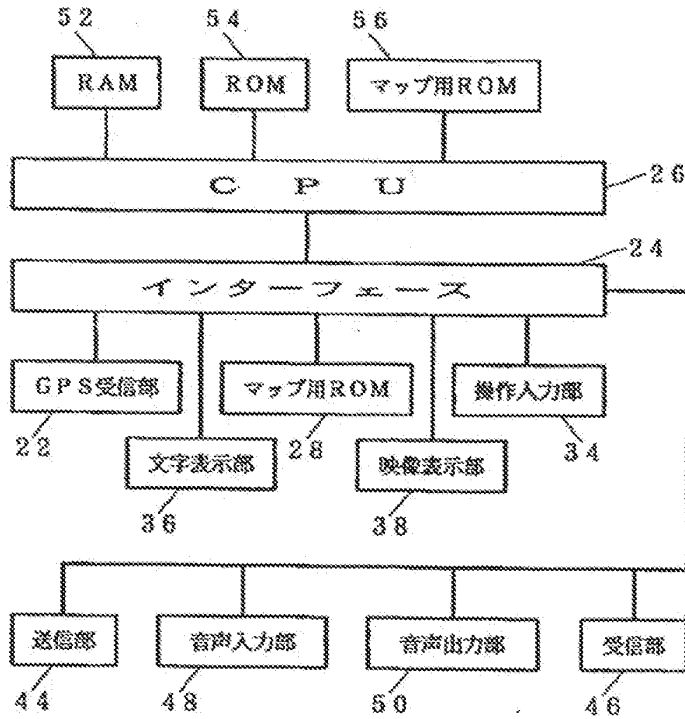 52 54 56
RAM ROM マップ用ROM
CPU 26
24
インターフェース
GPS受信部 マップ用ROM 操作入力部
22 28 34
文字表示部 映像表示部
36 38
送信部 音声入力部 音声出力部 受信部
44 48 50 46